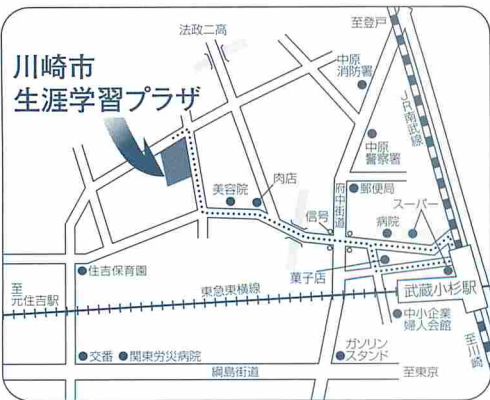 法政二高
至登戸
川崎市
生涯学習プラザ
中原
消防署
JR南武線
中原
警察署
美容院
肉店
府中街道
郵便局
スーパー
信号
病院
住吉保育園
菓子店
至
元住吉駅
東急東横線
武蔵小杉駅
中小企業
婦人会館
至川崎
交番
関東労災病院
ガソリン
スタンド
綱島街道
至東京